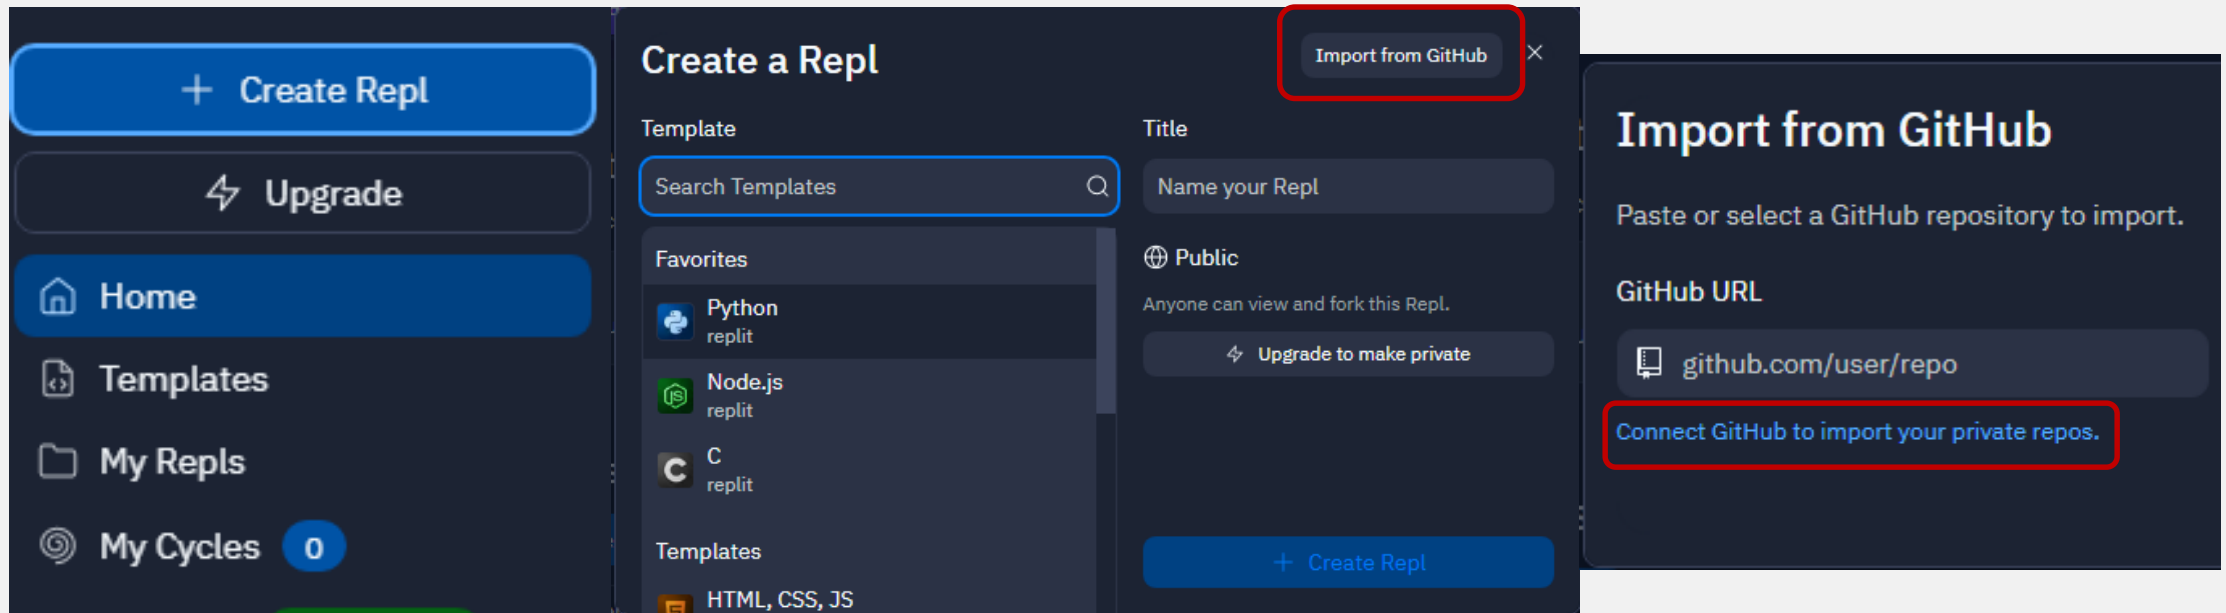 Create Repl
Upgrade
Home
Templates
My Repls
My Cycles 0
Create a Repl
Import from GitHub
Template
Search Templates
Favorites
Python
replit
Node.js
replit
C
replit
Templates
HTML, CSS, JS
Title
Name your Repl
Public
Anyone can view and fork this Repl.
Upgrade to make private
Create Repl
Import from GitHub
Paste or select a GitHub repository to import.
GitHub URL
github.com/user/repo
Connect GitHub to import your private repos.